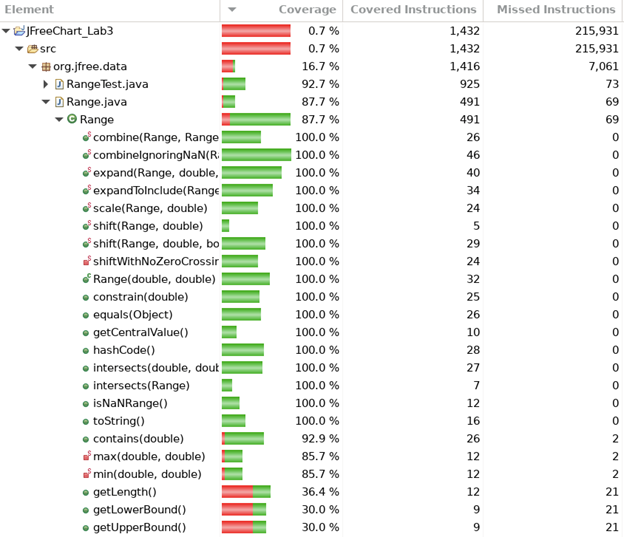 Element Coverage Covered Instructions Missed Instructions
JFreeChart_Lab3 0.7 % 1,432 215,931
src 0.7 % 1,432 215,931
org.jfree.data 16.7 % 1,416 7,061
RangeTest.java 92.7 % 925 73
Range.java 87.7 % 491 69
Range 87.7 % 491 69
combine(Range, Range 100.0 % 26 0
combineIgnoringNaN(R 100.0 % 46 0
expand(Range, double, 100.0 % 40 0
expandToInclude(Range 100.0 % 34 0
scale(Range, double) 100.0 % 24 0
shift(Range, double) 100.0 % 5 0
shift(Range, double, bo 100.0 % 29 0
shiftWithNoZeroCrossin 100.0 % 24 0
Range(double, double) 100.0 % 32 0
constrain(double) 100.0 % 25 0
equals(Object) 100.0 % 26 0
getCentralValue() 100.0 % 10 0
hashCode() 100.0 % 28 0
intersects(double, doub 100.0 % 27 0
intersects(Range) 100.0 % 7 0
isNaNRange() 100.0 % 12 0
toString() 100.0 % 16 0
contains(double) 92.9 % 26 2
max(double, double) 85.7 % 12 2
min(double, double) 85.7 % 12 2
getLength() 36.4 % 12 21
getLowerBound() 30.0 % 9 21
getUpperBound() 30.0 % 9 21